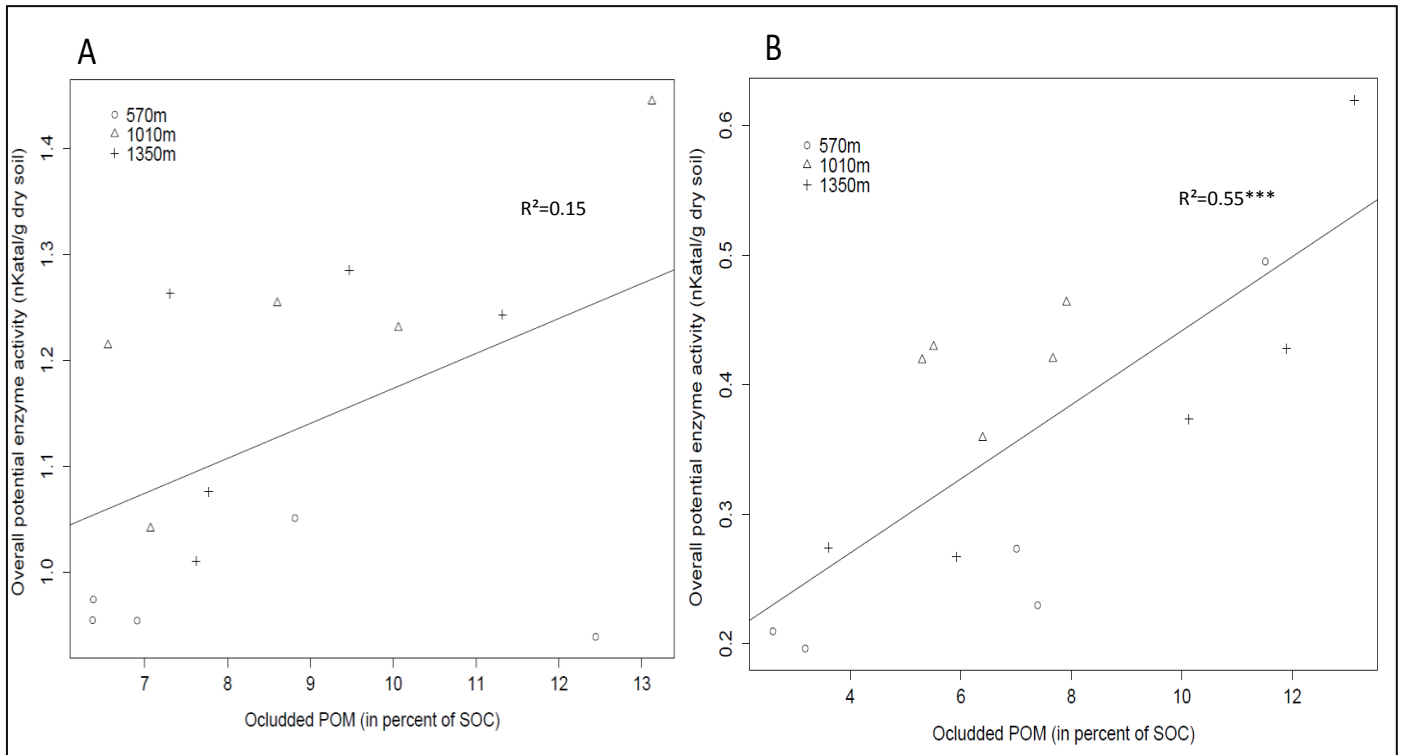 A
Overall potential enzyme activity (nKatal/g dry soil)
1.4
1.3
1.2
1.1
1.0
570m
1010m
1350m
R²=0.15
7
8
9
10
11
12
13
Ocludded POM (in percent of SOC)
B
Overall potential enzyme activity (nKatal/g dry soil)
0.6
0.5
0.4
0.3
0.2
570m
1010m
1350m
R²=0.55***
4
6
8
10
12
Ocludded POM (in percent of SOC)